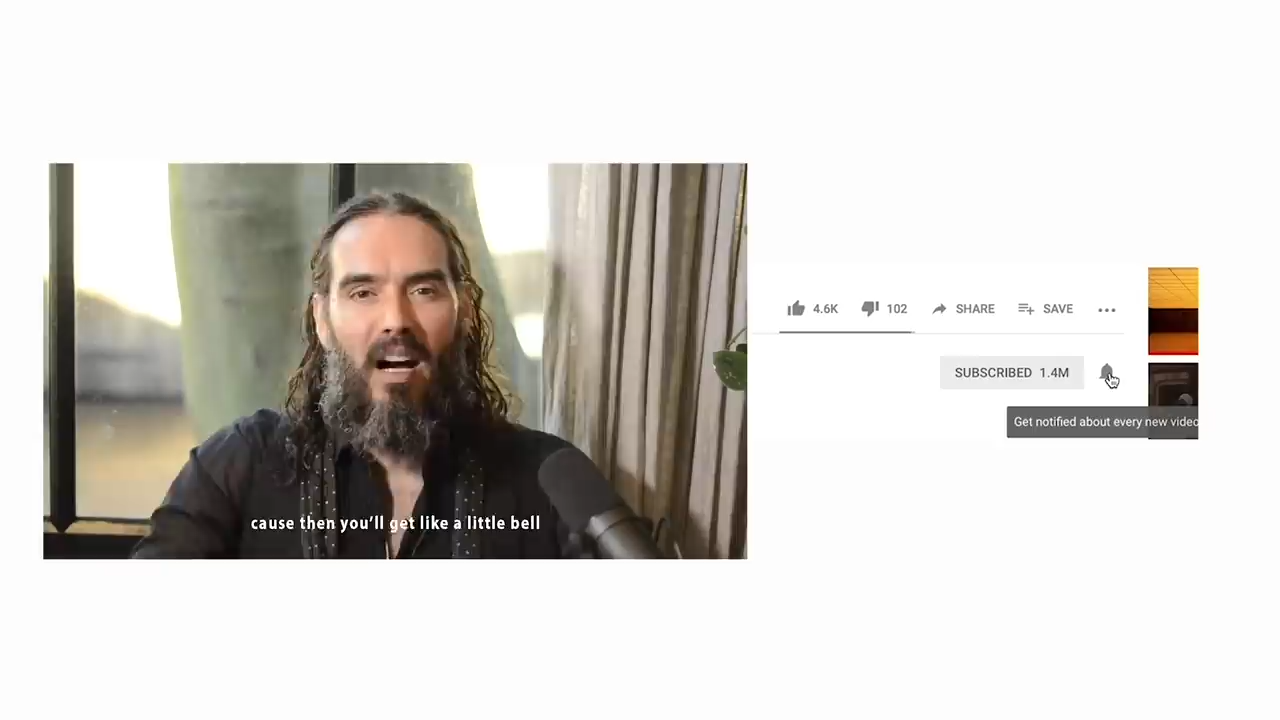 4.6K 102 SHARE SAVE
SUBSCRIBED 1.4M
Get notified about every new video
cause then you'll get like a little bell